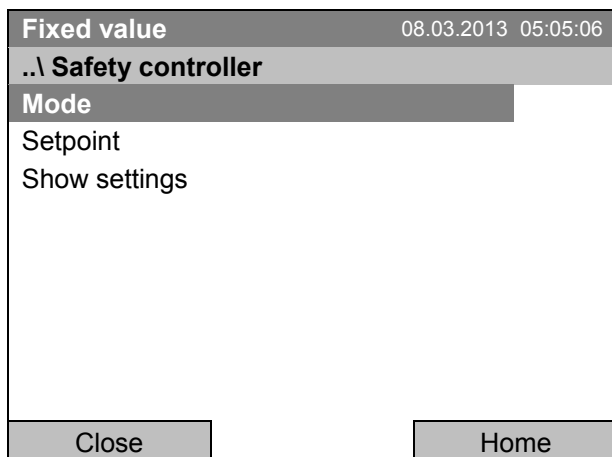 Fixed value 08.03.2013 05:05:06
..\ Safety controller
Mode
Setpoint
Show settings
Close Home